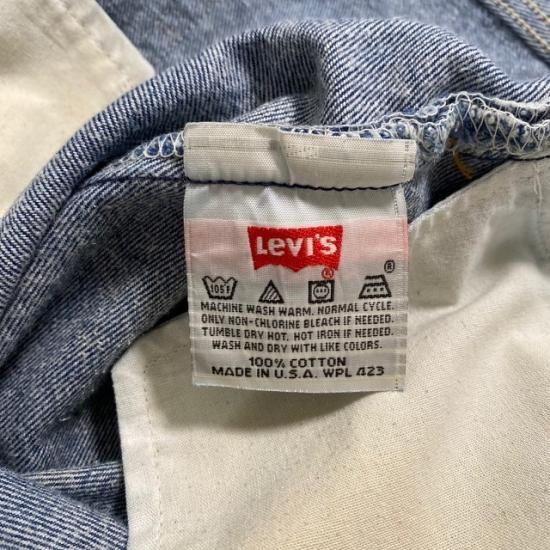 LEVI'S
®
®
105F
MACHINE WASH WARM. NORMAL CYCLE.
ONLY NON-CHLORINE BLEACH IF NEEDED.
TUMBLE DRY HOT. HOT IRON IF NEEDED.
WASH AND DRY WITH LIKE COLORS.
100% COTTON
MADE IN U.S.A. WPL 423